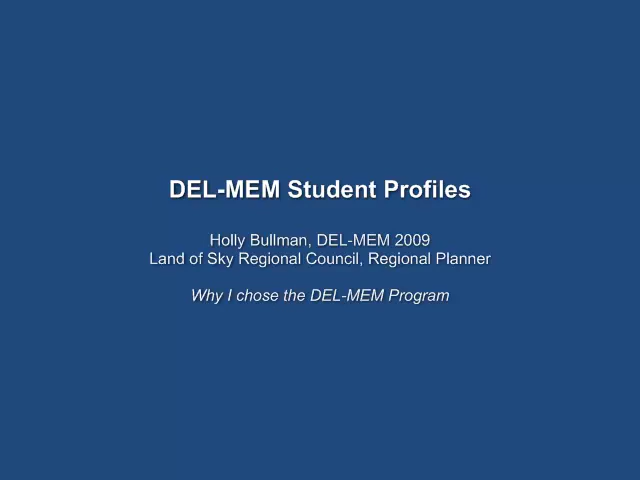 DEL-MEM Student Profiles
Holly Bullman, DEL-MEM 2009
Land of Sky Regional Council, Regional Planner
Why I chose the DEL-MEM Program